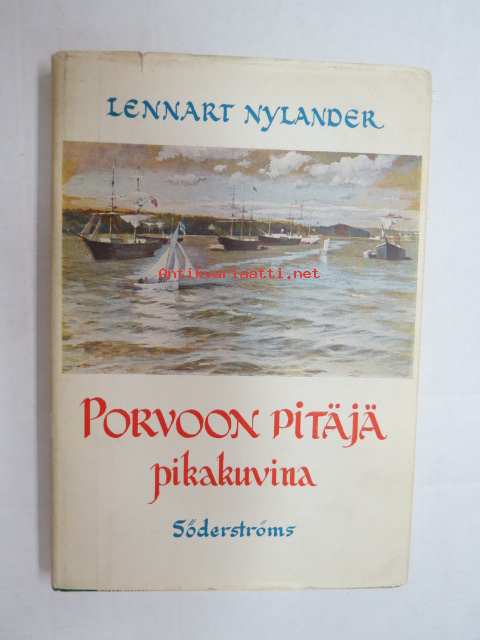 LENNART NYLANDER
Antikvariaatti.net
PORVOON PITÄJÄ
pikakuvina
Söderströms